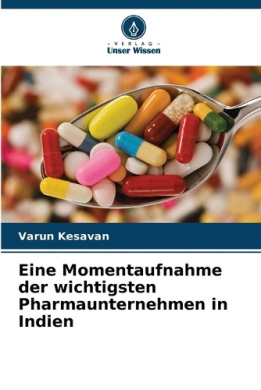 VERLAG
Unser Wissen
Varun Kesavan
Eine Momentaufnahme
der wichtigsten
Pharmaunternehmen in
Indien